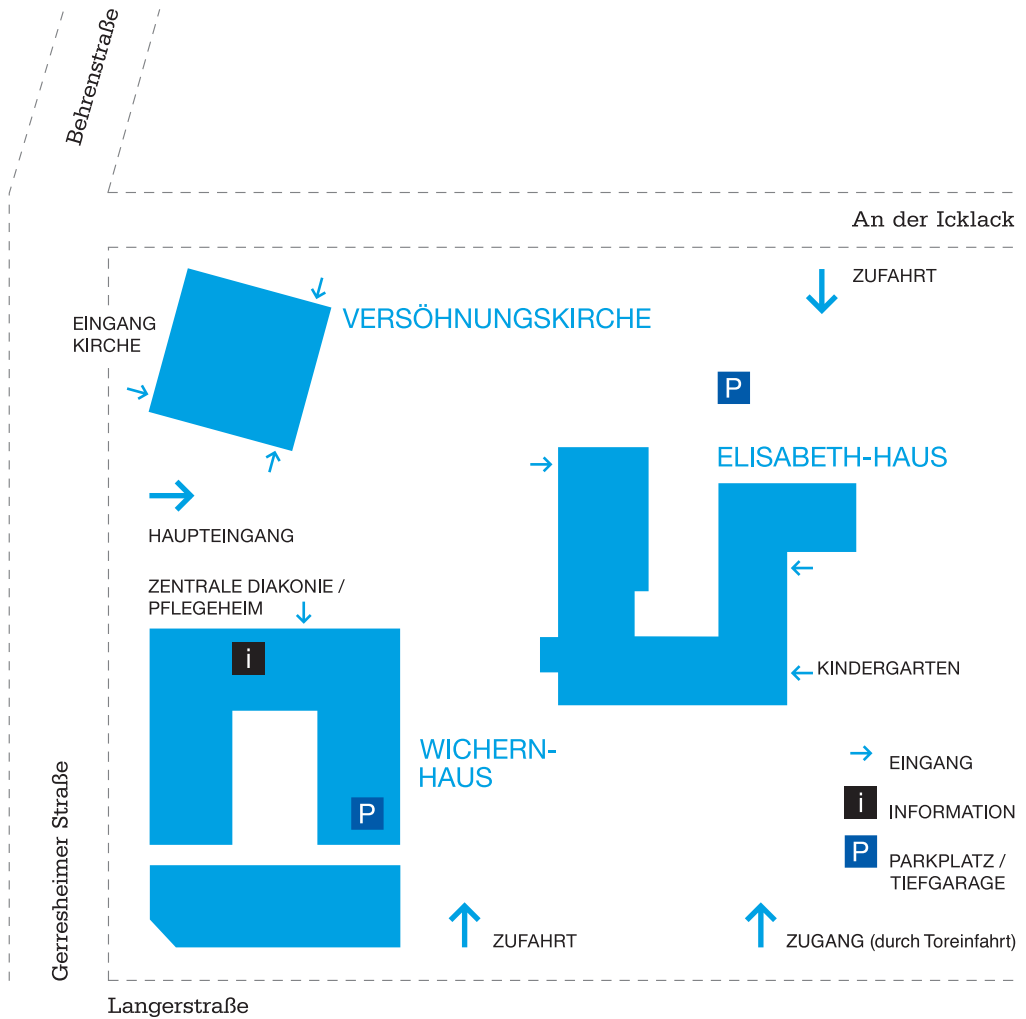 Behrenstraße
An der Icklack
ZUFAHRT
EINGANG
KIRCHE
VERSÖHNUNGSKIRCHE
P
ELISABETH-HAUS
HAUPTEINGANG
ZENTRALE DIAKONIE /
PFLEGEHEIM
i
KINDERGARTEN
WICHERN-
HAUS
P
EINGANG
i INFORMATION
P PARKPLATZ /
TIEFGARAGE
Gerresheimer Straße
ZUFAHRT
ZUGANG (durch Toreinfahrt)
Langerstraße